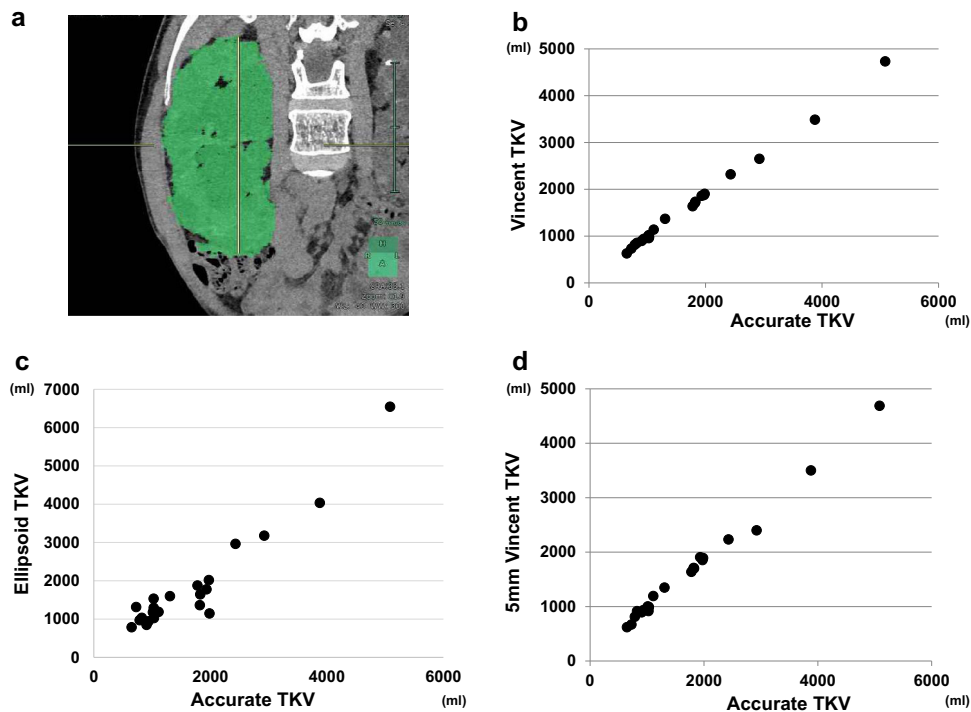 a
H
R
L
A
b
(ml)
5000
4000
3000
2000
1000
0
0 2000 4000 6000
Vincent TKV
Accurate TKV
(ml)
c
(ml)
7000
6000
5000
4000
3000
2000
1000
0
0 2000 4000 6000
Ellipsoid TKV
Accurate TKV
(ml)
d
(ml)
5000
4000
3000
2000
1000
0
0 2000 4000 6000
5mm Vincent TKV
Accurate TKV
(ml)